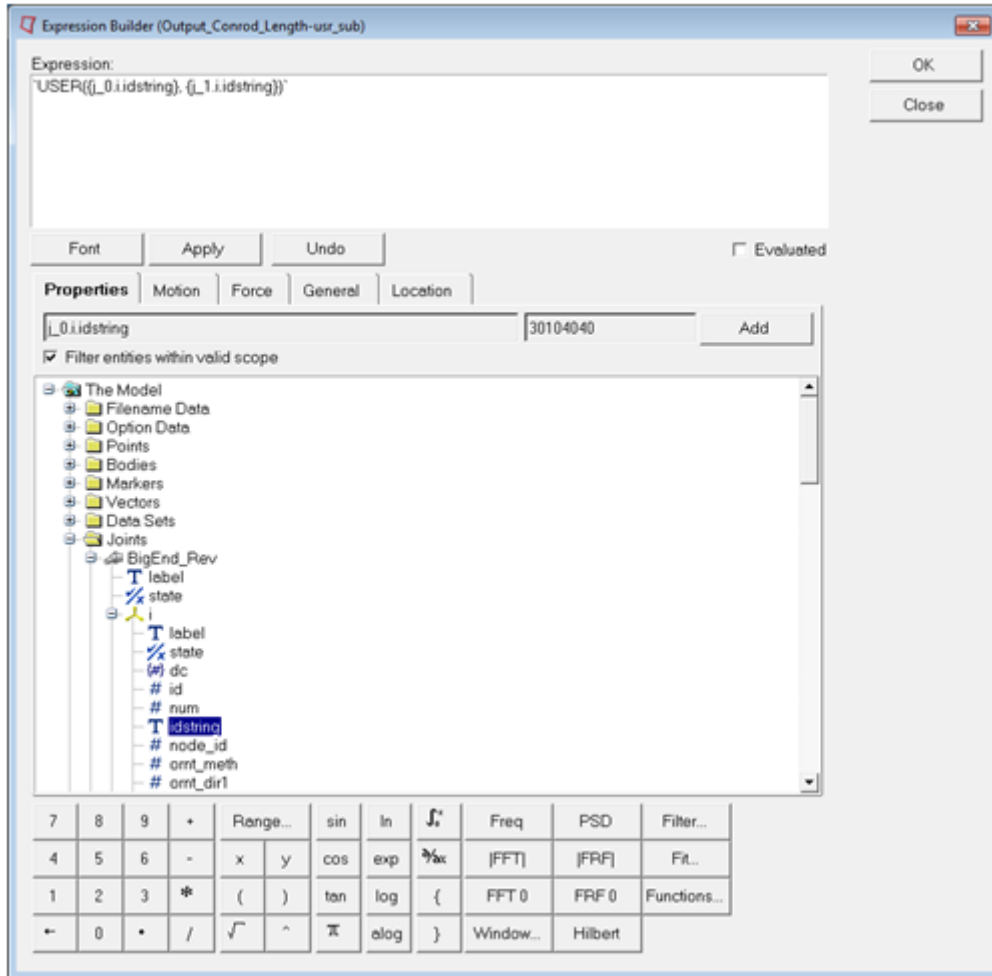 Expression Builder (Output_Conrod_Length-usr_sub)
Expression:
OK
`USER({j_0.i.idstring}, {j_1.i.idstring})`
Close
Font Apply Undo
Evaluated
Properties Motion Force General Location
j_0.i.idstring 30104040 Add
Filter entities within valid scope
The Model
Filename Data
Option Data
Points
Bodies
Markers
Vectors
Data Sets
Joints
BigEnd_Rev
T label
state
i
T label
state
{#} dc
# id
# num
T idstring
# node_id
# ornt_meth
# ornt_dir1
7 8 9 + Range... sin ln Freq PSD Filter...
4 5 6 - x y cos exp |FFT| |FRF| Fit...
1 2 3 * ( ) tan log { FFT 0 FRF 0 Functions...
← 0 • / √ ^ π alog } Window... Hilbert